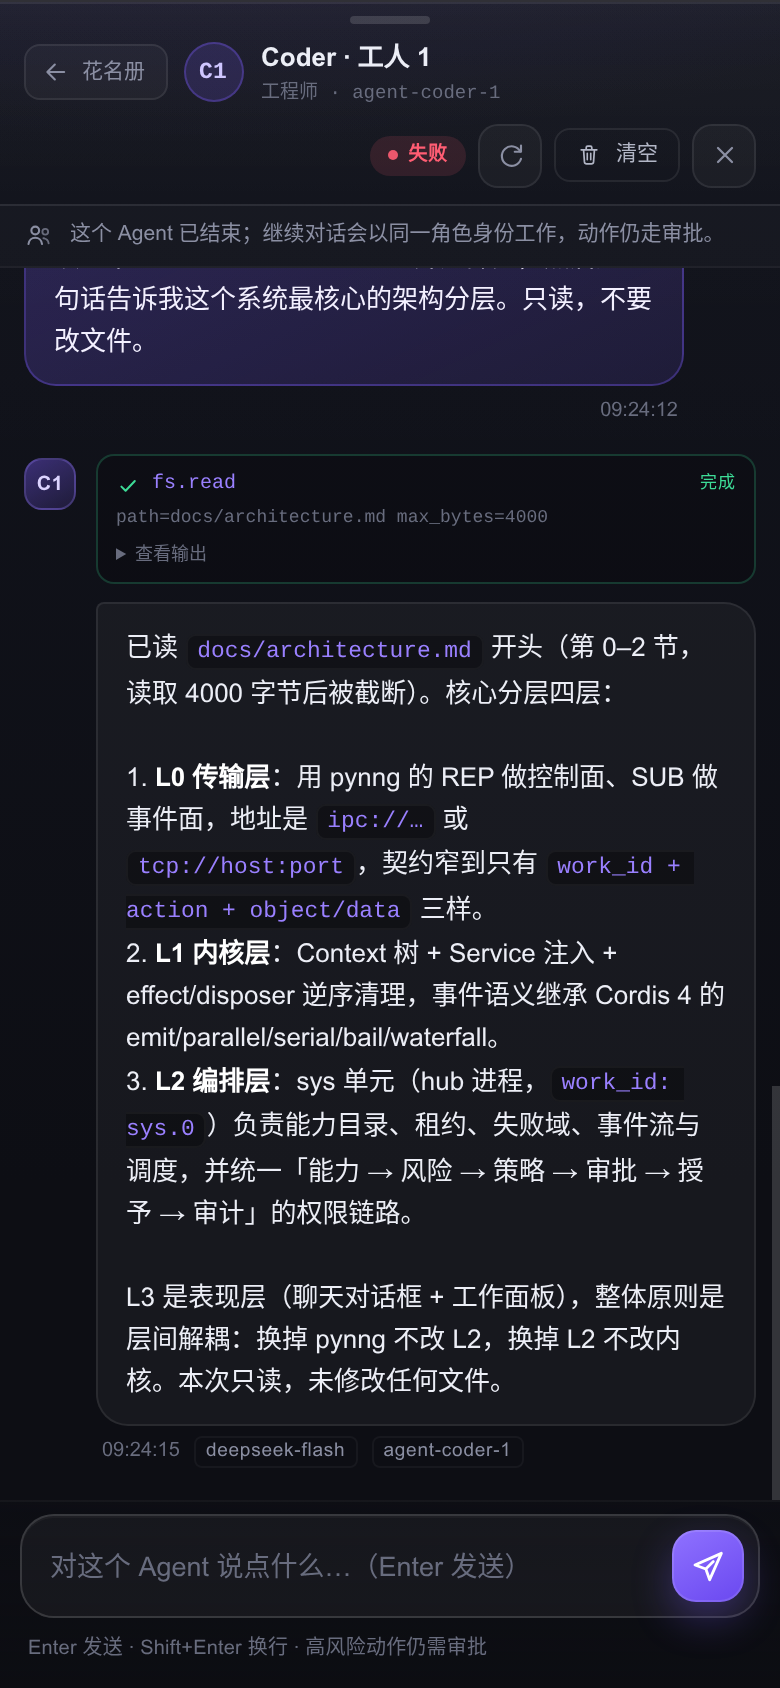 花名册
C1
Coder · 工人 1
工程师 · agent-coder-1
失败
清空
这个 Agent 已结束；继续对话会以同一角色身份工作，动作仍走审批。
句话告诉我这个系统最核心的架构分层。只读，不要
改文件。
09:24:12
C1
fs.read
完成
path=docs/architecture.md max_bytes=4000
查看输出
已读 docs/architecture.md 开头（第 0–2 节，
读取 4000 字节后被截断）。核心分层四层：
1. L0 传输层：用 pynng 的 REP 做控制面、SUB 做
事件面，地址是 ipc://… 或
tcp://host:port，契约窄到只有 work_id +
action + object/data 三样。
2. L1 内核层：Context 树 + Service 注入 +
effect/disposer 逆序清理，事件语义继承 Cordis 4 的
emit/parallel/serial/bail/waterfall。
3. L2 编排层：sys 单元（hub 进程，work_id:
sys.0）负责能力目录、租约、失败域、事件流与
调度，并统一「能力 → 风险 → 策略 → 审批 → 授
予 → 审计」的权限链路。
L3 是表现层（聊天对话框 + 工作面板），整体原则是
层间解耦：换掉 pynng 不改 L2，换掉 L2 不改内
核。本次只读，未修改任何文件。
09:24:15
deepseek-flash
agent-coder-1
对这个 Agent 说点什么…（Enter 发送）
Enter 发送 · Shift+Enter 换行 · 高风险动作仍需审批